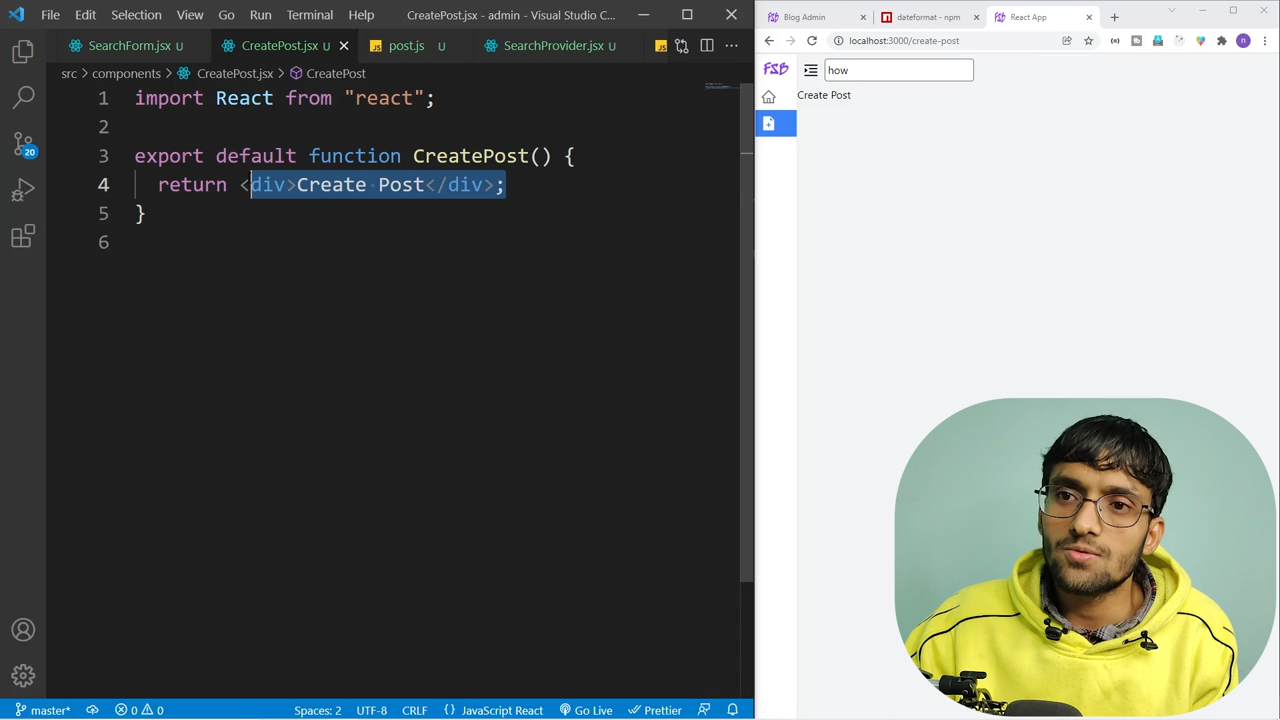 File Edit Selection View Go Run Terminal Help CreatePost.jsx - admin - Visual Studio C...
SearchForm.jsx U CreatePost.jsx U post.js U SearchProvider.jsx U JS
src > components > CreatePost.jsx > CreatePost
1 import React from "react";
2
3 export default function CreatePost() {
4 return <div>Create Post</div>;
5 }
6
20
master* 0 0 Spaces: 2 UTF-8 CRLF {} JavaScript React Go Live Prettier
Blog Admin dateformat - npm React App
localhost:3000/create-post n
FSB how
Create Post